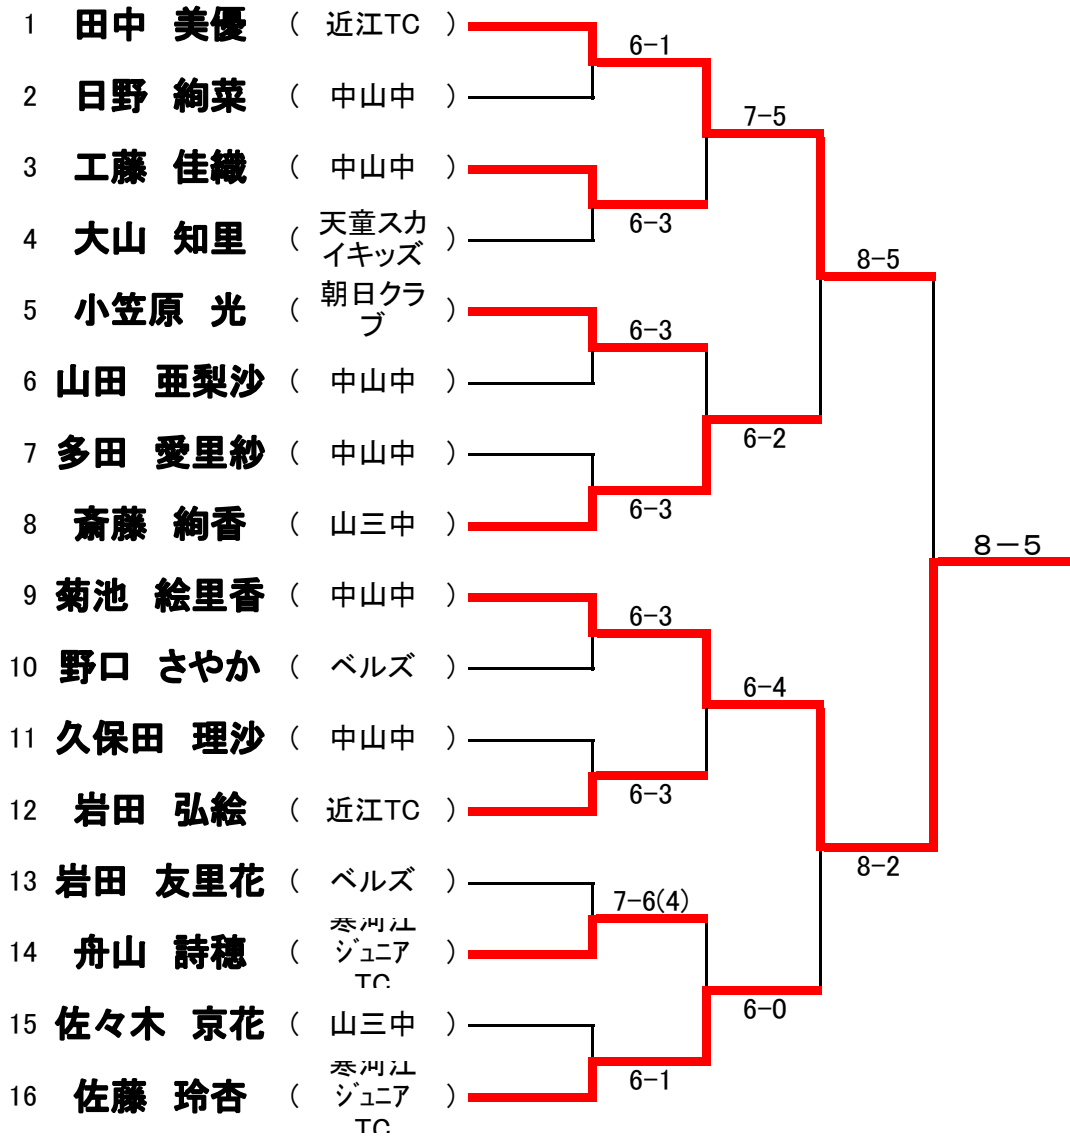 1 田中 美優 ( 近江TC )
6-1
2 日野 絢菜 ( 中山中 )
7-5
3 工藤 佳織 ( 中山中 )
6-3
4 大山 知里 ( 天童スカ
イキッズ )
8-5
5 小笠原 光 ( 朝日クラ
ブ )
6-3
6 山田 亜梨沙 ( 中山中 )
6-2
7 多田 愛里紗 ( 中山中 )
6-3
8 斎藤 絢香 ( 山三中 )
8－5
9 菊池 絵里香 ( 中山中 )
6-3
10 野口 さやか ( ベルズ )
6-4
11 久保田 理沙 ( 中山中 )
6-3
12 岩田 弘絵 ( 近江TC )
8-2
13 岩田 友里花 ( ベルズ )
7-6(4)
寒河江
14 舟山 詩穂 ( ジュニア )
TC
6-0
15 佐々木 京花 ( 山三中 )
6-1
寒河江
16 佐藤 玲杏 ( ジュニア )
TC